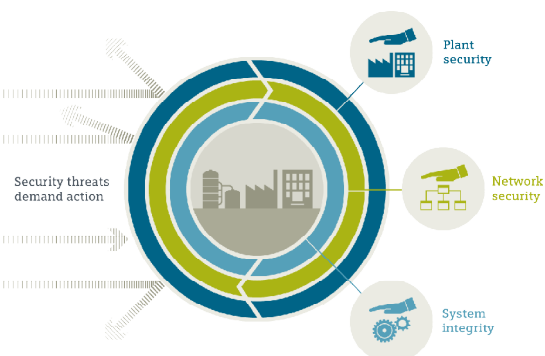 Plant
security
Security threats
demand action
Network
security
System
integrity